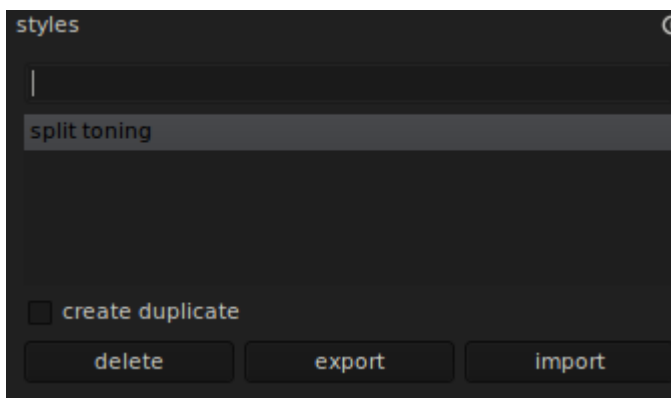 styles
split toning
create duplicate
delete export import